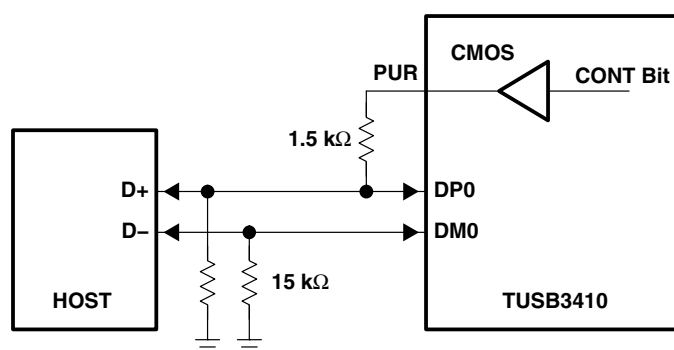 CMOS
PUR
CONT Bit
1.5 kΩ
D+
DP0
D−
DM0
15 kΩ
HOST
TUSB3410